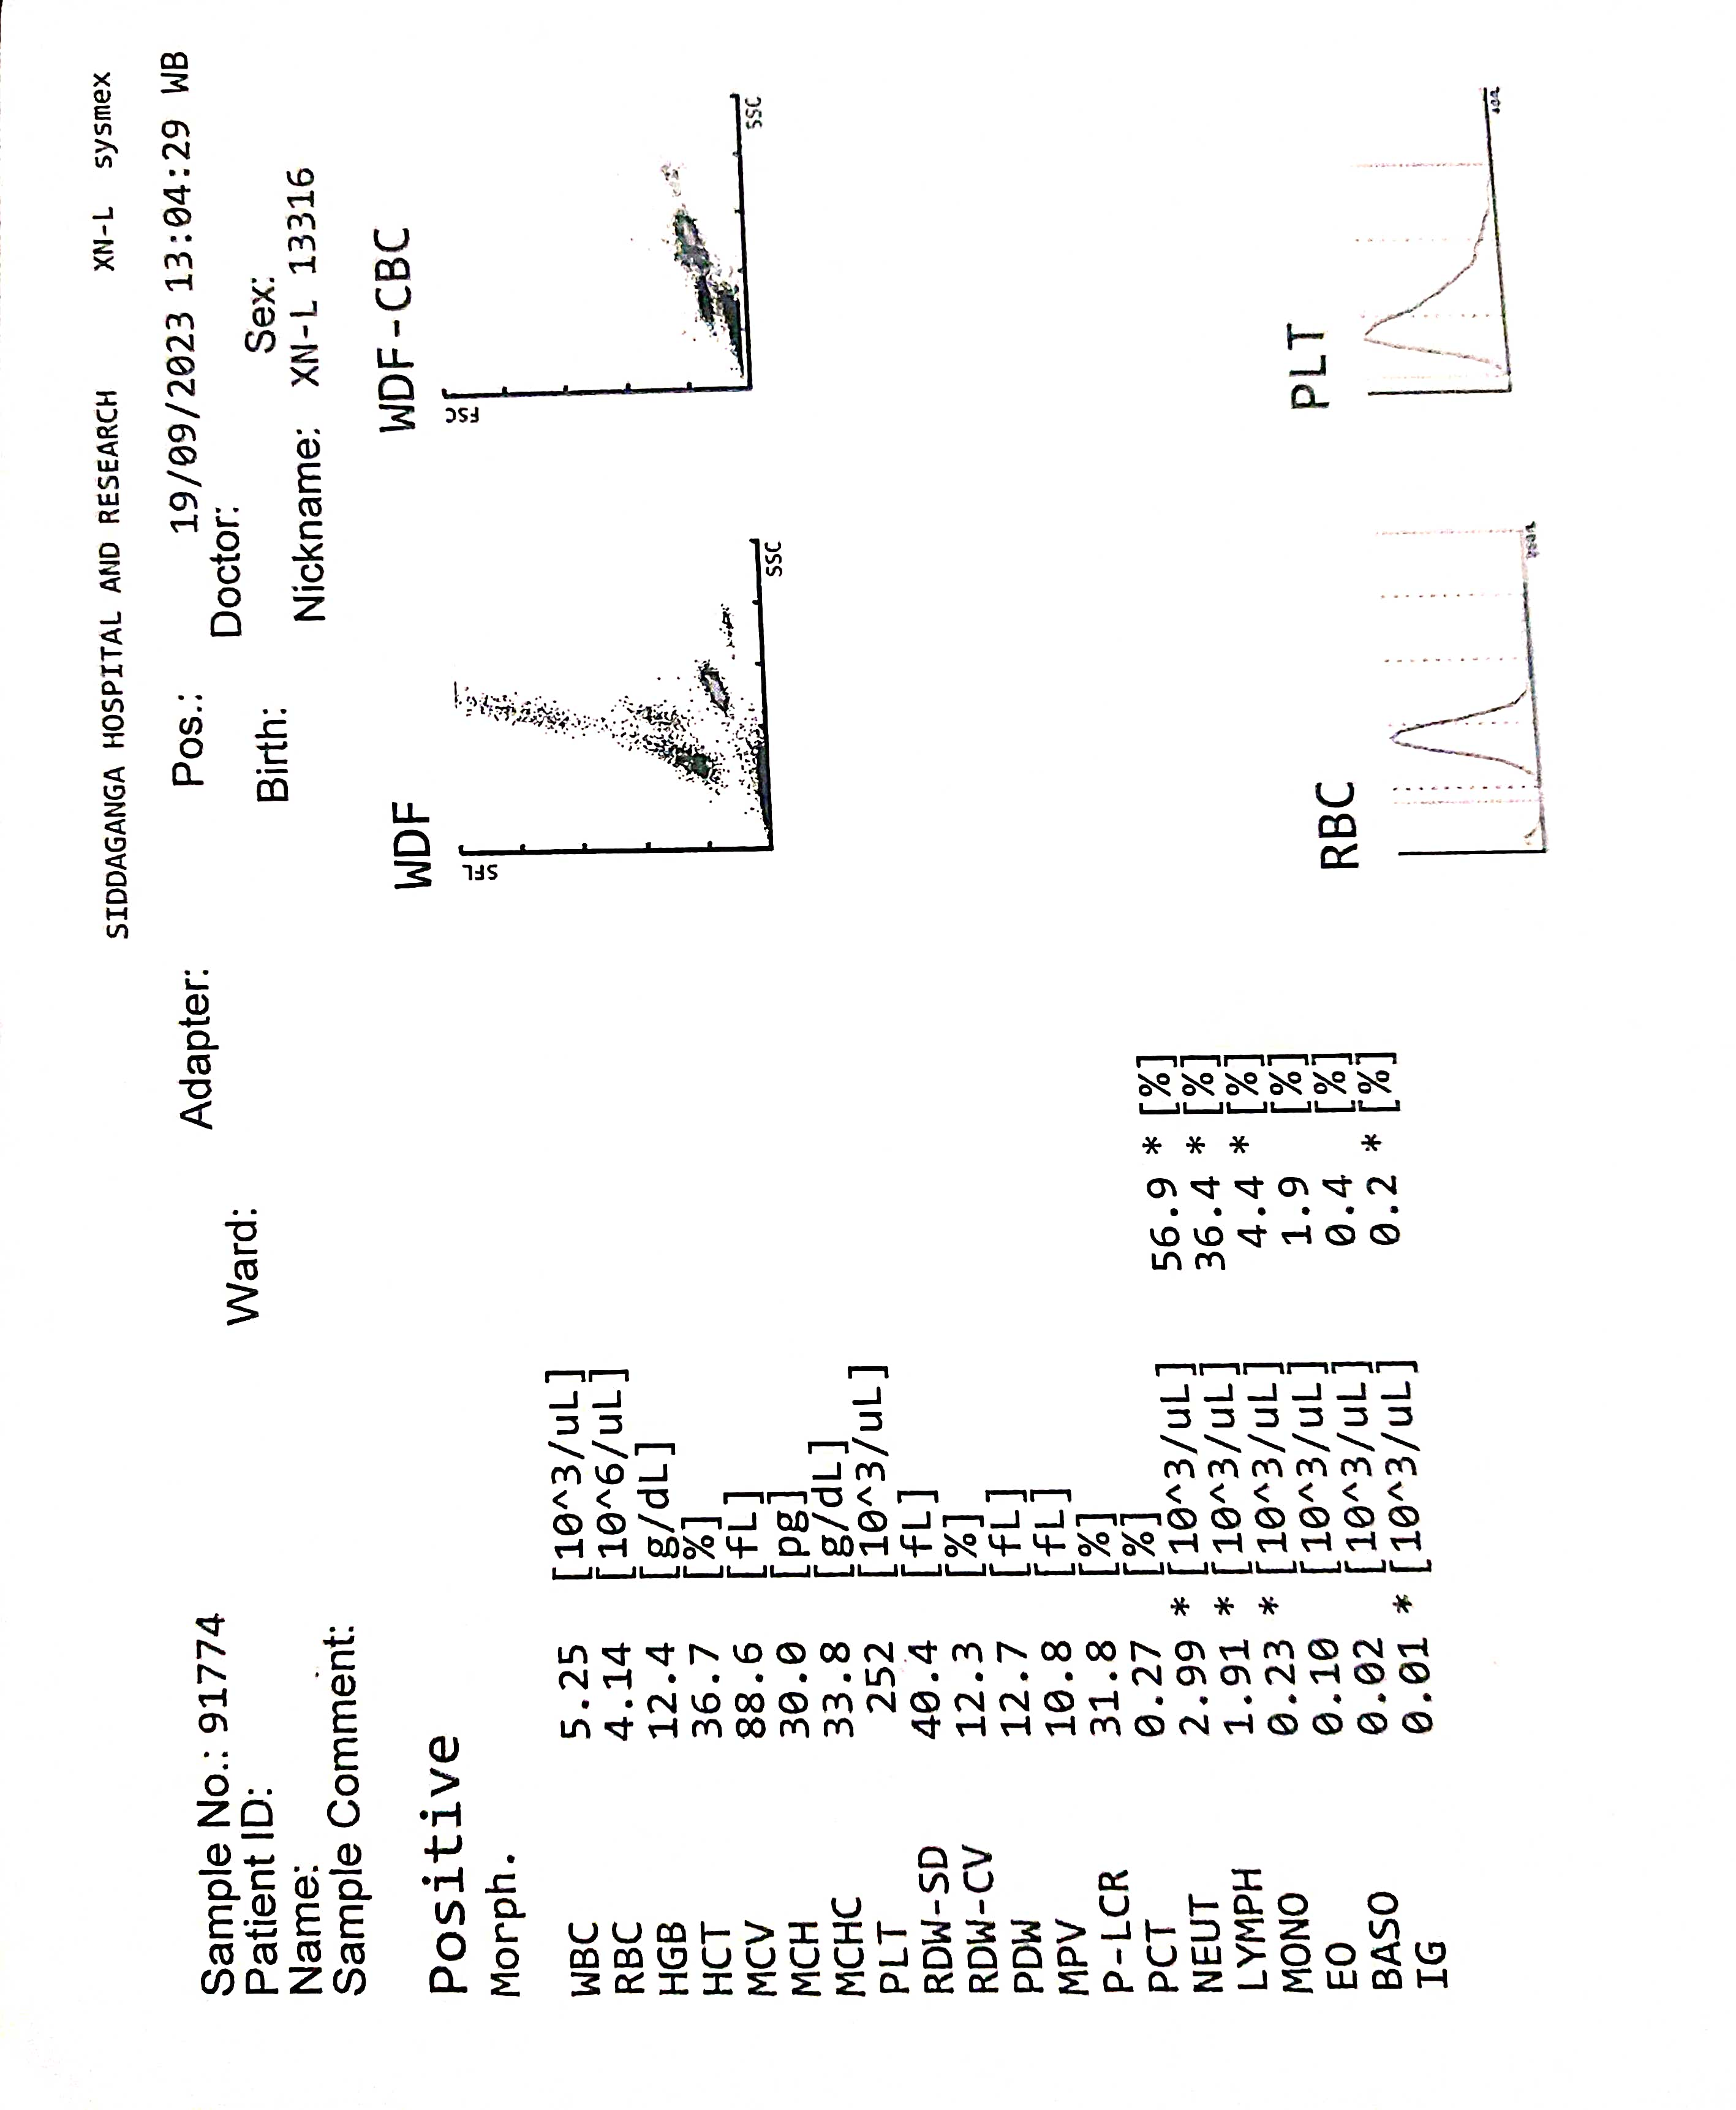 SIDDAGANGA HOSPITAL AND RESEARCH XN-L sysmex
Sample No.: 91774 Adapter: Pos.: 19/09/2023 13:04:29 WB
Patient ID: Ward: Doctor:
Name: Birth: Sex:
Sample Comment: Nickname: XN-L 13316
Positive
Morph.
WDF WDF-CBC
SFL FSC
SSC SSC
WBC 5.25 [10^3/uL]
RBC 4.14 [10^6/uL]
HGB 12.4 [g/dL]
HCT 36.7 [%]
MCV 88.6 [fL]
MCH 30.0 [pg]
MCHC 33.8 [g/dL]
PLT 252 [10^3/uL]
RDW-SD 40.4 [fL]
RDW-CV 12.3 [%]
PDW 12.7 [fL]
MPV 10.8 [fL]
P-LCR 31.8 [%]
PCT 0.27 [%]
NEUT 2.99 * [10^3/uL] 56.9 * [%]
LYMPH 1.91 * [10^3/uL] 36.4 * [%]
MONO 0.23 * [10^3/uL] 4.4 * [%]
EO 0.10 [10^3/uL] 1.9 [%]
BASO 0.02 [10^3/uL] 0.4 [%]
IG 0.01 * [10^3/uL] 0.2 * [%]
RBC PLT